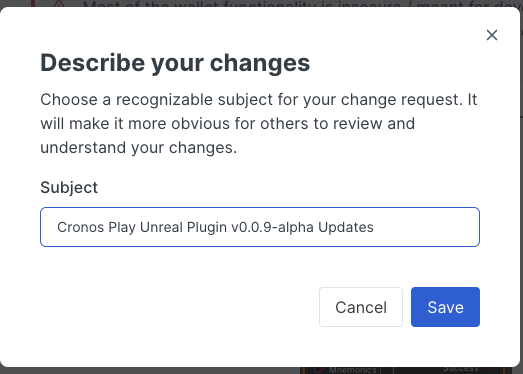 Most of the wallet functionality is insecure / meant for dev
Describe your changes
Choose a recognizable subject for your change request. It
will make it more obvious for others to review and
understand your changes.
Subject
Cronos Play Unreal Plugin v0.0.9-alpha Updates
Cancel
Save
Mnemonics
Success